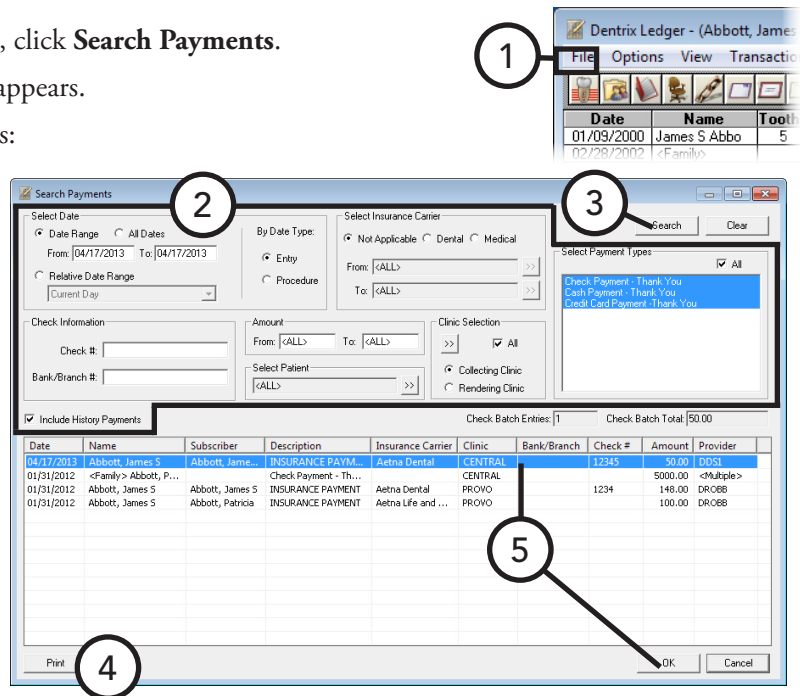 , click Search Payments.
appears.
s:
1
Dentrix Ledger - (Abbott, James
File Options View Transactio
Date Name Tooth
01/09/2000 James S Abbo 5
02/28/2002 <Family>
Search Payments
2
3
Search Clear
Select Date
Date Range All Dates
From: 04/17/2013 To: 04/17/2013
Relative Date Range
Current Day
By Date Type:
Entry
Procedure
Select Insurance Carrier
Not Applicable Dental Medical
From: <ALL> >>
To: <ALL> >>
Select Payment Types
All
Check Payment - Thank You
Cash Payment - Thank You
Credit Card Payment -Thank You
Check Information
Check #:
Bank/Branch #:
Amount
From: <ALL> To: <ALL>
Select Patient
<ALL> >>
Clinic Selection
>> All
Collecting Clinic
Rendering Clinic
Include History Payments
Check Batch Entries: 1 Check Batch Total: 50.00
Date Name Subscriber Description Insurance Carrier Clinic Bank/Branch Check # Amount Provider
04/17/2013 Abbott, James S Abbott, Jame... INSURANCE PAYM... Aetna Dental CENTRAL 12345 50.00 DDS1
01/31/2012 <Family> Abbott, P... Check Payment - Th... CENTRAL 5000.00 <Multiple>
01/31/2012 Abbott, James S Abbott, James S INSURANCE PAYMENT Aetna Dental PROVO 1234 148.00 DROBB
01/31/2012 Abbott, James S Abbott, Patricia INSURANCE PAYMENT Aetna Life and ... PROVO 100.00 DROBB
5
Print
4
OK Cancel